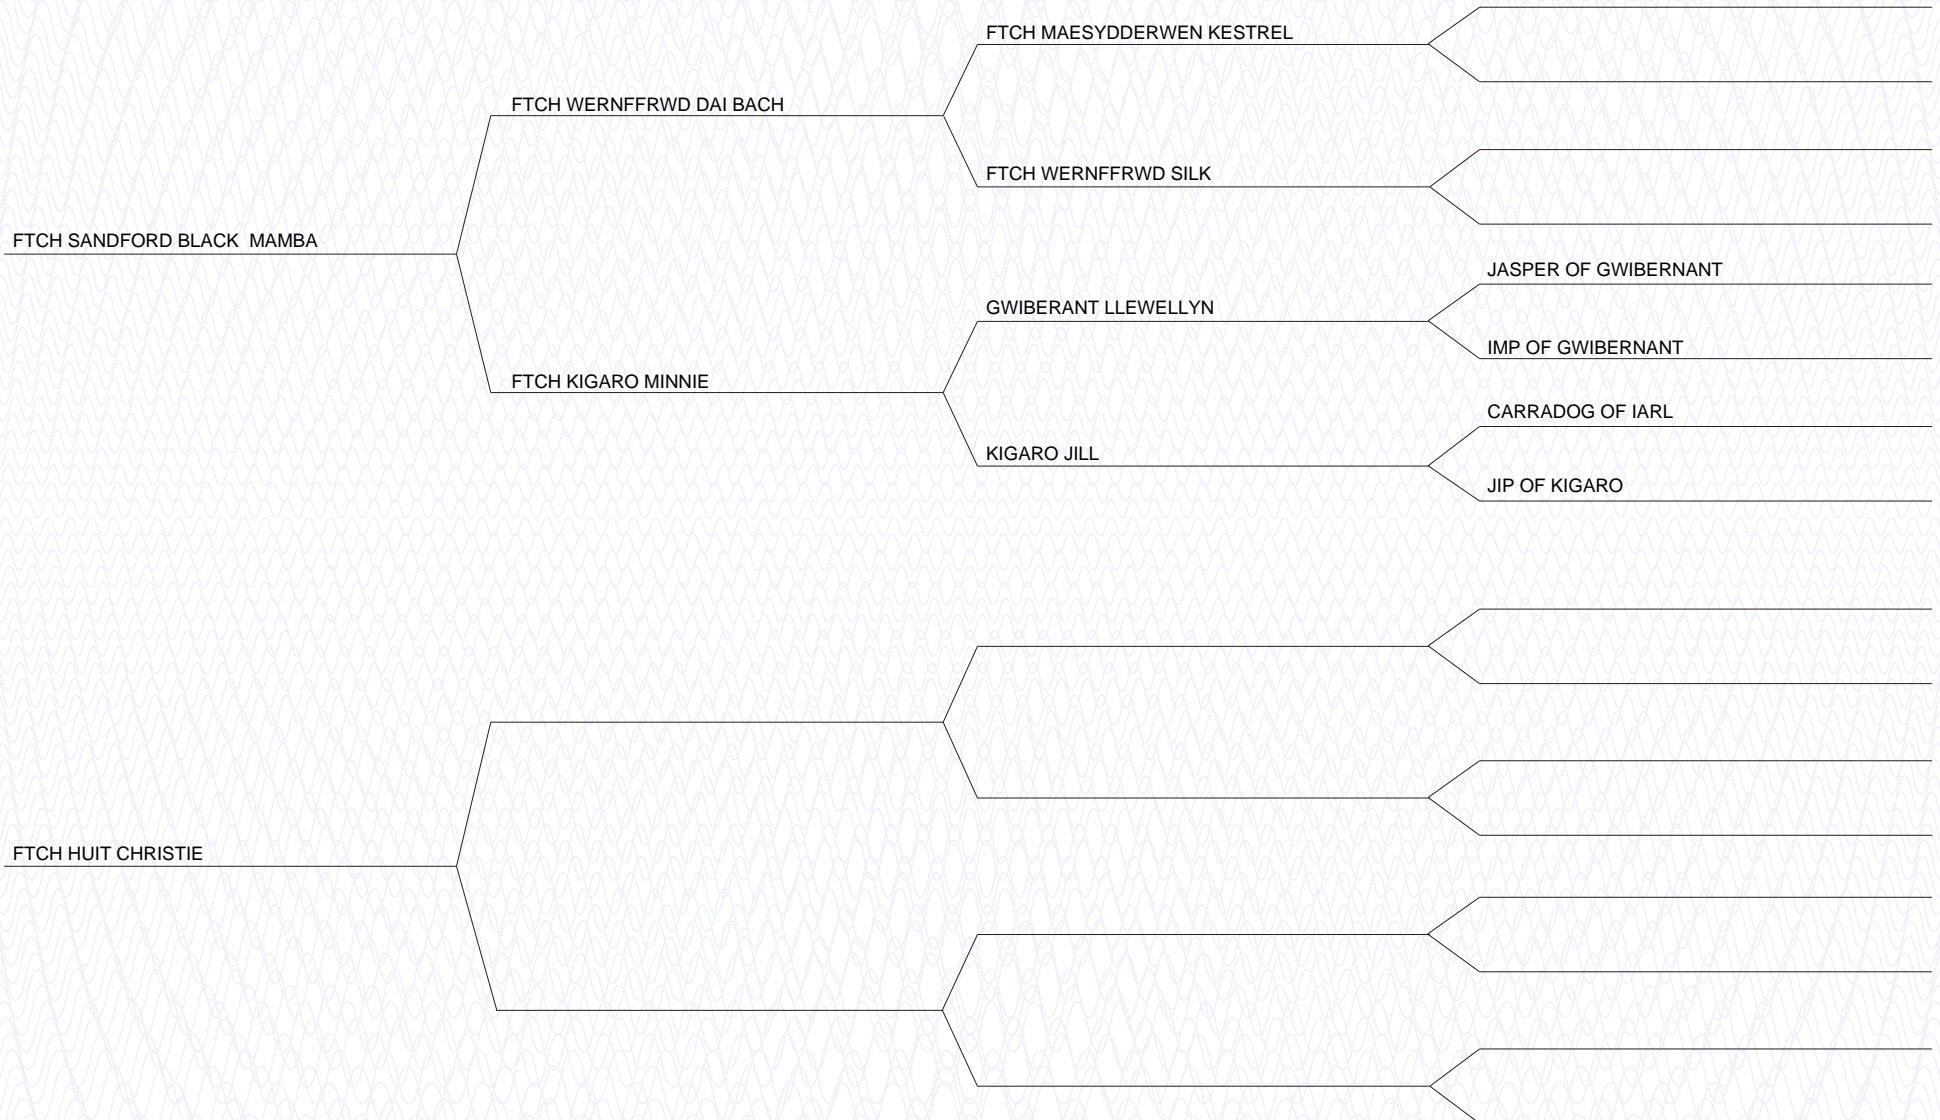 FTCH MAESYDDERWEN KESTREL
FTCH WERNFFRWD DAI BACH
FTCH WERNFFRWD SILK
FTCH SANDFORD BLACK  MAMBA
JASPER OF GWIBERNANT
GWIBERANT LLEWELLYN
IMP OF GWIBERNANT
FTCH KIGARO MINNIE
CARRADOG OF IARL
KIGARO JILL
JIP OF KIGARO
FTCH HUIT CHRISTIE